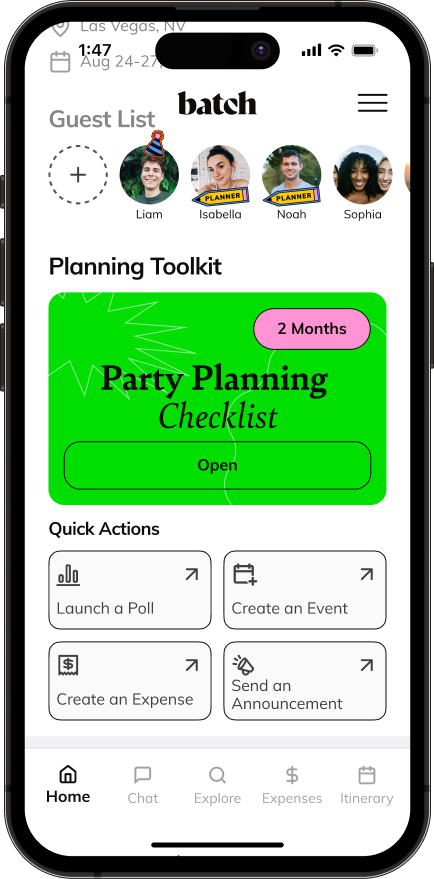 Las Vegas, NV
1:47
Aug 24-27,
batch
Guest List
PLANNER
PLANNER
Liam
Isabella
Noah
Sophia
Planning Toolkit
2 Months
Party Planning
Checklist
Open
Quick Actions
Launch a Poll
Create an Event
Create an Expense
Send an
Announcement
Home
Chat
Explore
Expenses
Itinerary